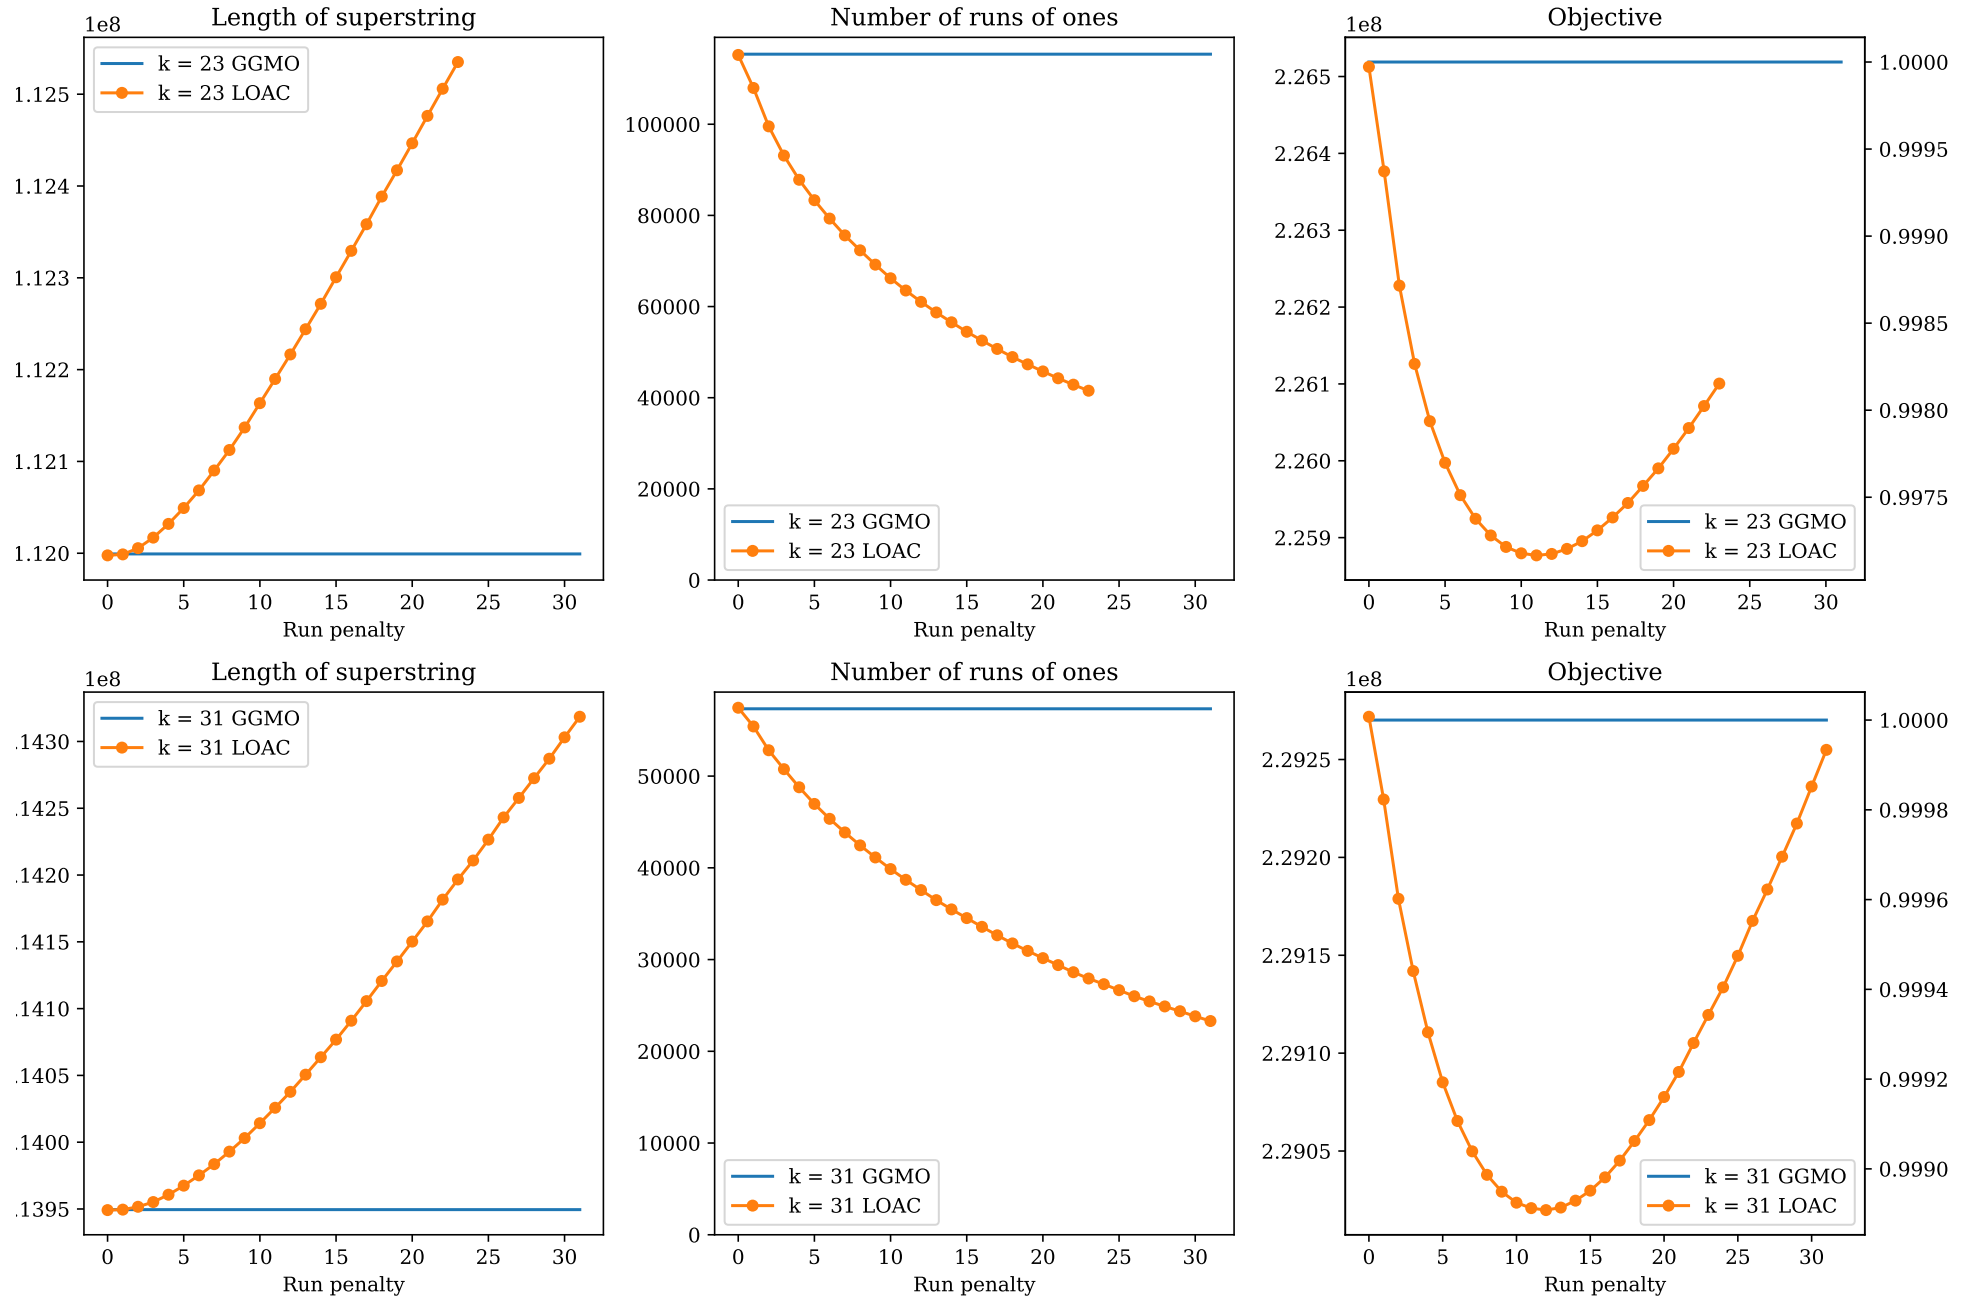 Length of superstring
1e8
k = 23 GGMO
k = 23 LOAC
1.125
1.124
1.123
1.122
1.121
1.120
0 5 10 15 20 25 30
Run penalty
Number of runs of ones
100000
80000
60000
40000
20000
0
k = 23 GGMO
k = 23 LOAC
0 5 10 15 20 25 30
Run penalty
Objective
1e8
2.265
2.264
2.263
2.262
2.261
2.260
2.259
1.0000
0.9995
0.9990
0.9985
0.9980
0.9975
k = 23 GGMO
k = 23 LOAC
0 5 10 15 20 25 30
Run penalty
Length of superstring
1e8
k = 31 GGMO
k = 31 LOAC
.1430
.1425
.1420
.1415
.1410
.1405
.1400
.1395
0 5 10 15 20 25 30
Run penalty
Number of runs of ones
50000
40000
30000
20000
10000
0
k = 31 GGMO
k = 31 LOAC
0 5 10 15 20 25 30
Run penalty
Objective
1e8
2.2925
2.2920
2.2915
2.2910
2.2905
1.0000
0.9998
0.9996
0.9994
0.9992
0.9990
k = 31 GGMO
k = 31 LOAC
0 5 10 15 20 25 30
Run penalty